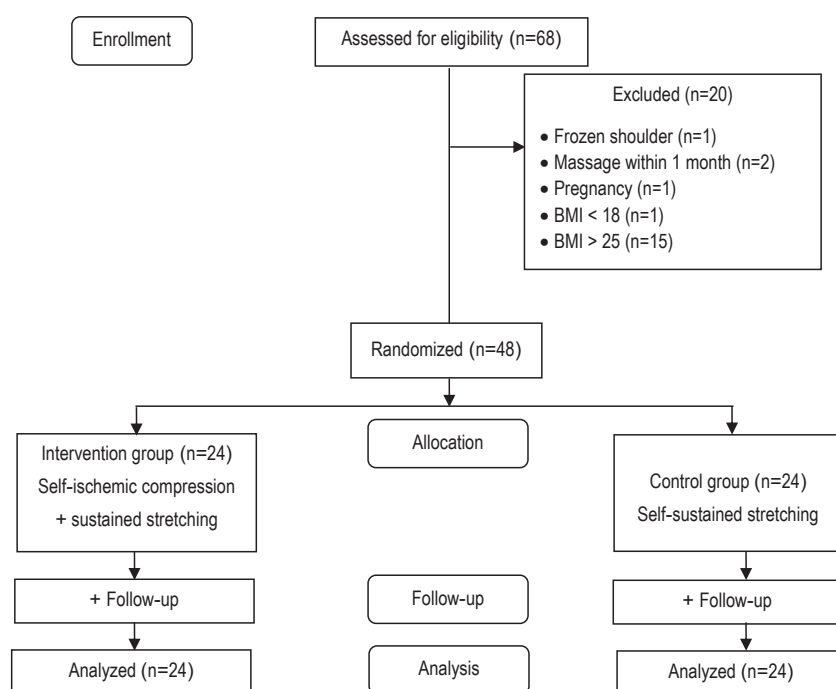 Enrollment
Assessed for eligibility (n=68)
Excluded (n=20)
● Frozen shoulder (n=1)
● Massage within 1 month (n=2)
● Pregnancy (n=1)
● BMI < 18 (n=1)
● BMI > 25 (n=15)
Randomized (n=48)
Allocation
Intervention group (n=24)
Self-ischemic compression
+ sustained stretching
Control group (n=24)
Self-sustained stretching
+ Follow-up
Follow-up
+ Follow-up
Analyzed (n=24)
Analysis
Analyzed (n=24)